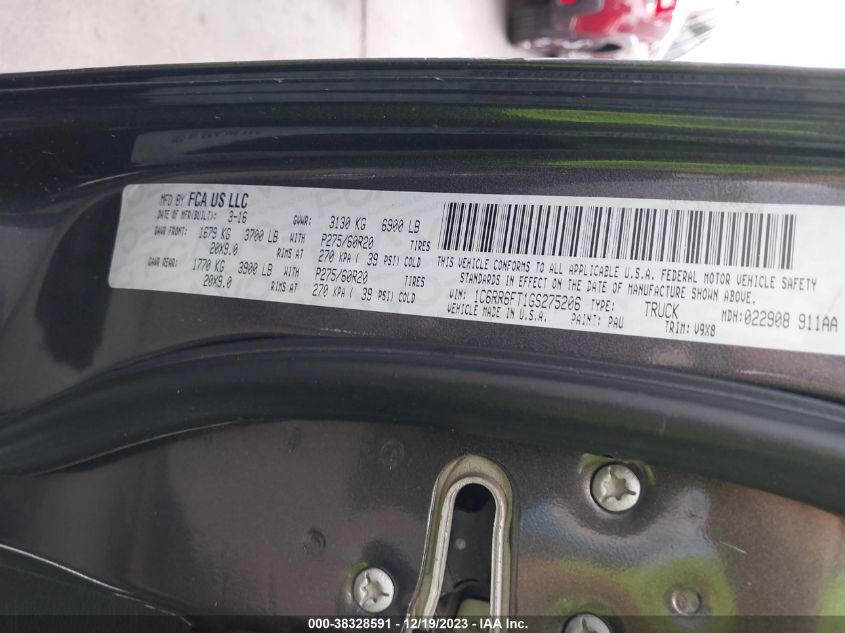 MFD BY FCA US LLC
DATE OF MFR(BUILT): 3-16 GVWR: 3130 KG 6900 LB
GAWR FRONT: 1679 KG 3700 LB WITH P275/60R20 TIRES
20X9.0 RIMS AT 270 KPA ( 39 PSI) COLD
GAWR REAR: 1770 KG 3900 LB WITH P275/60R20 TIRES
20X9.0 RIMS AT 270 KPA ( 39 PSI) COLD
THIS VEHICLE CONFORMS TO ALL APPLICABLE U.S.A. FEDERAL MOTOR VEHICLE SAFETY
STANDARDS IN EFFECT ON THE DATE OF MANUFACTURE SHOWN ABOVE.
VIN: 1C6RR6FT1GS275206 TYPE: TRUCK MDH:022908 911AA
VEHICLE MADE IN U.S.A. PAINT: PAU TRIM: V9X8
000-38328591 - 12/19/2023 - IAA Inc.